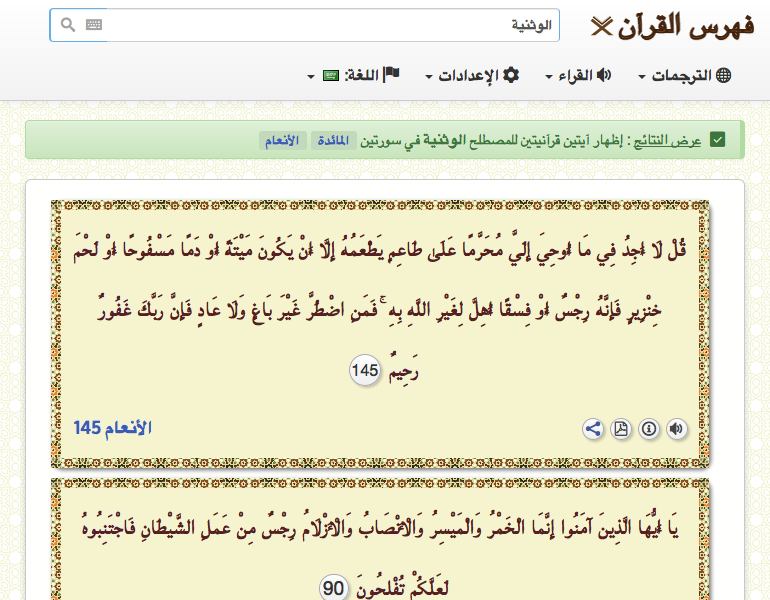 فهرس القرآن
الوثنية
الترجمات
القراء
الإعدادات
اللغة:
عرض النتائج : إظهار آيتين قرآنيتين للمصطلح الوثنية في سورتين المائدة الأنعام
قُلْ لَا أَجِدُ فِي مَا أُوحِيَ إِلَيَّ مُحَرَّمًا عَلَىٰ طَاعِمٍ يَطْعَمُهُ إِلَّا أَنْ يَكُونَ مَيْتَةً أَوْ دَمًا مَسْفُوحًا أَوْ لَحْمَ
خِنْزِيرٍ فَإِنَّهُ رِجْسٌ أَوْ فِسْقًا أُهِلَّ لِغَيْرِ اللَّهِ بِهِ ۚ فَمَنِ اضْطُرَّ غَيْرَ بَاغٍ وَلَا عَادٍ فَإِنَّ رَبَّكَ غَفُورٌ
رَحِيمٌ 145
الأنعام 145
يَا أَيُّهَا الَّذِينَ آمَنُوا إِنَّمَا الْخَمْرُ وَالْمَيْسِرُ وَالْأَنْصَابُ وَالْأَزْلَامُ رِجْسٌ مِنْ عَمَلِ الشَّيْطَانِ فَاجْتَنِبُوهُ
لَعَلَّكُمْ تُفْلِحُونَ 90